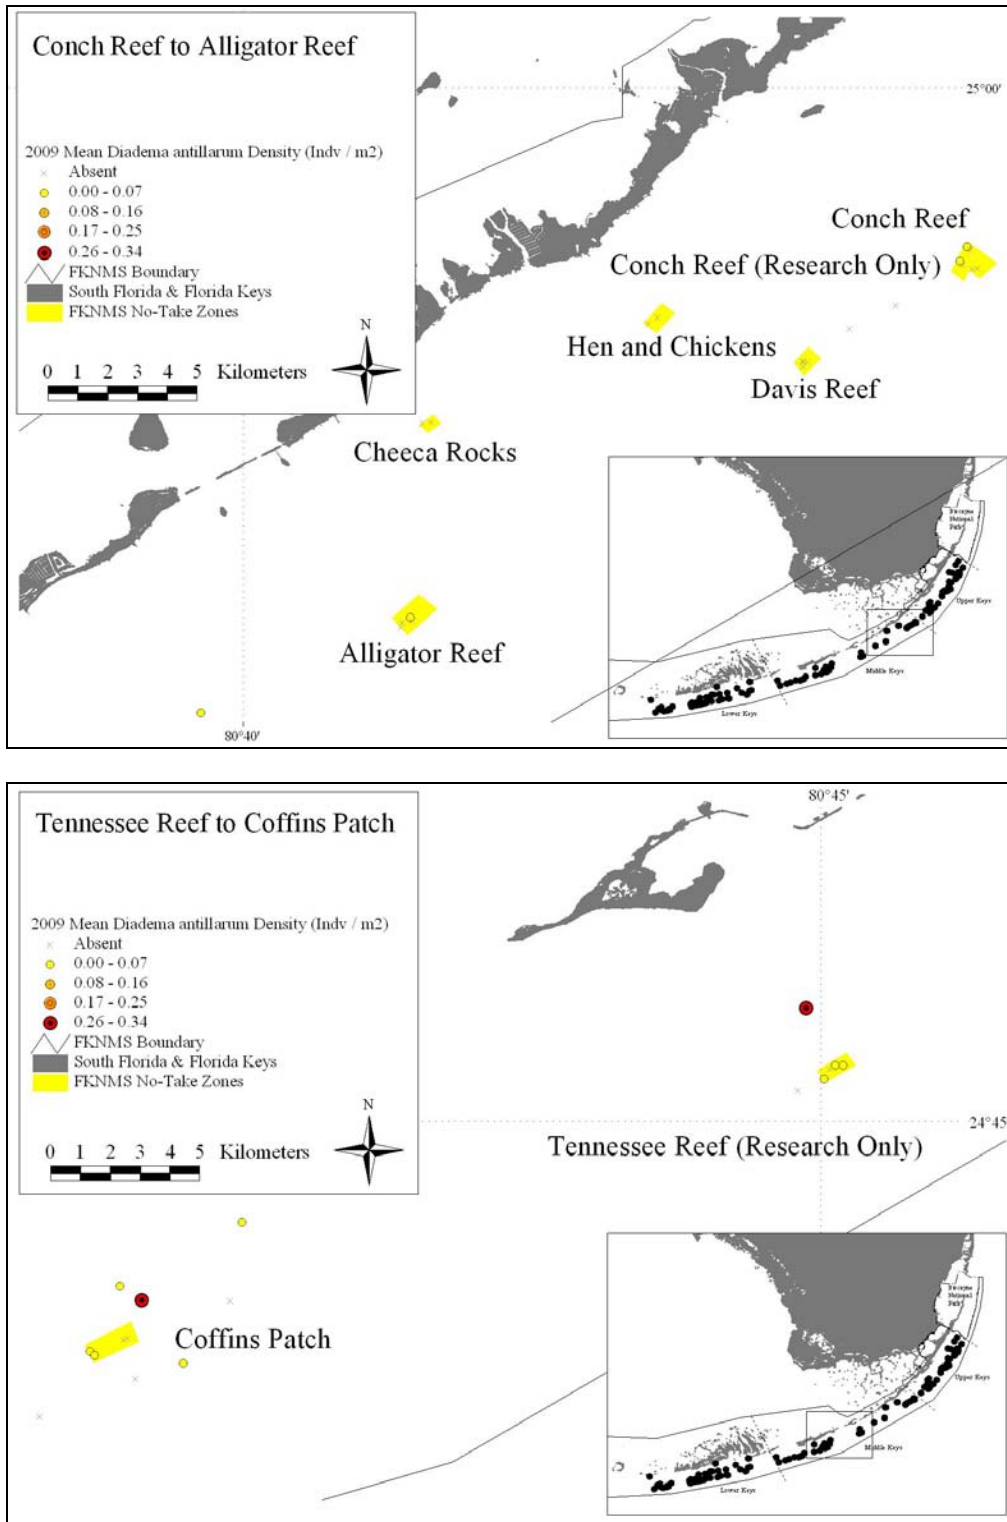 Conch Reef to Alligator Reef
2009 Mean Diadema antillarum Density (Indv / m2)
Absent
0.00 - 0.07
0.08 - 0.16
0.17 - 0.25
0.26 - 0.34
FKNMS Boundary
South Florida & Florida Keys
FKNMS No-Take Zones
N
0 1 2 3 4 5 Kilometers
25°00'
Conch Reef
Conch Reef (Research Only)
Hen and Chickens
Davis Reef
Cheeca Rocks
Alligator Reef
80°40'
Biscayne
National
Park
Upper Keys
Middle Keys
Lower Keys
Tennessee Reef to Coffins Patch
2009 Mean Diadema antillarum Density (Indv / m2)
Absent
0.00 - 0.07
0.08 - 0.16
0.17 - 0.25
0.26 - 0.34
FKNMS Boundary
South Florida & Florida Keys
FKNMS No-Take Zones
N
0 1 2 3 4 5 Kilometers
80°45'
24°45'
Tennessee Reef (Research Only)
Coffins Patch
Biscayne
National
Park
Upper Keys
Middle Keys
Lower Keys